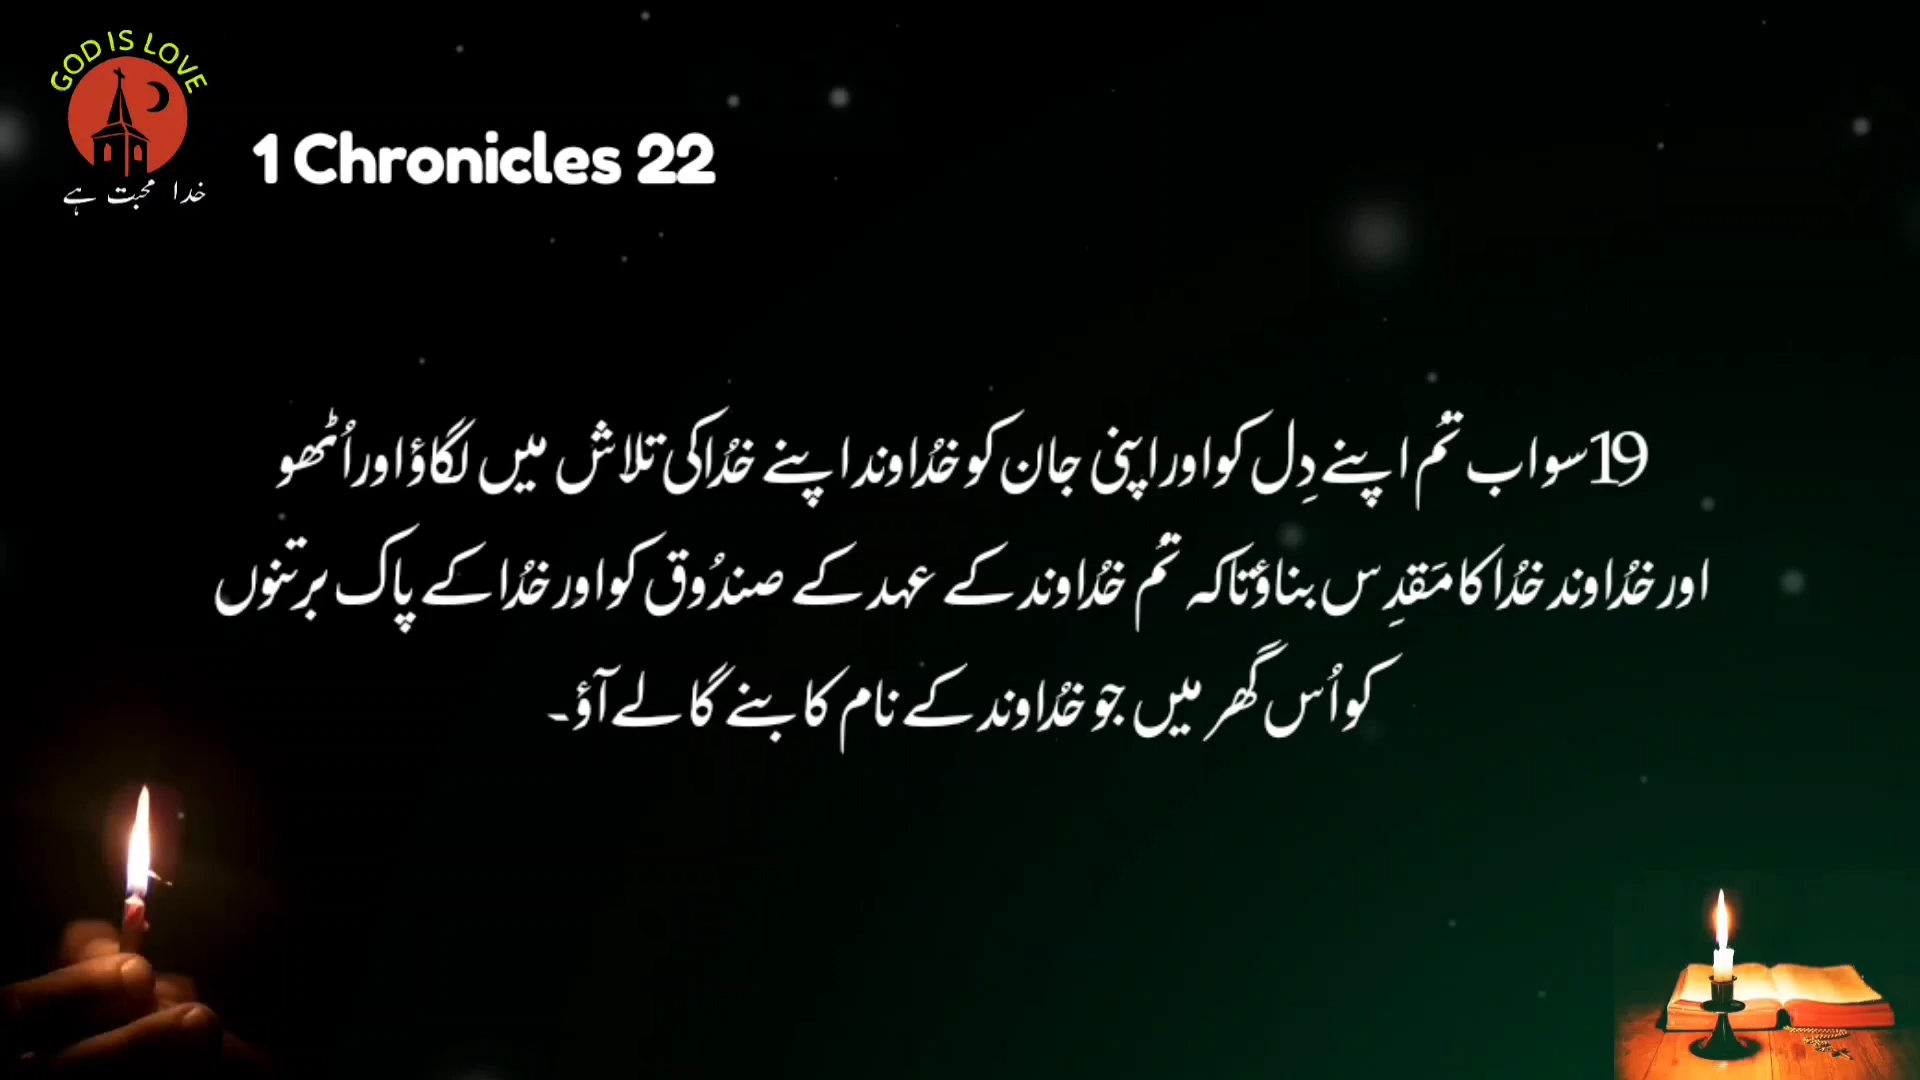 GOD IS LOVE
خدا محبت ہے
1 Chronicles 22
19سو اب تُم اپنے دِل کو اور اپنی جان کو خُداوند اپنے خُدا کی تلاش میں لگاؤ اور اُٹھو
اور خُداوند خُدا کا مَقدِس بناؤ تاکہ تُم خُداوند کے عہد کے صندُوق کو اور خُدا کے پاک برتنوں
کو اُس گھر میں جو خُداوند کے نام کا بنے گا لے آؤ۔